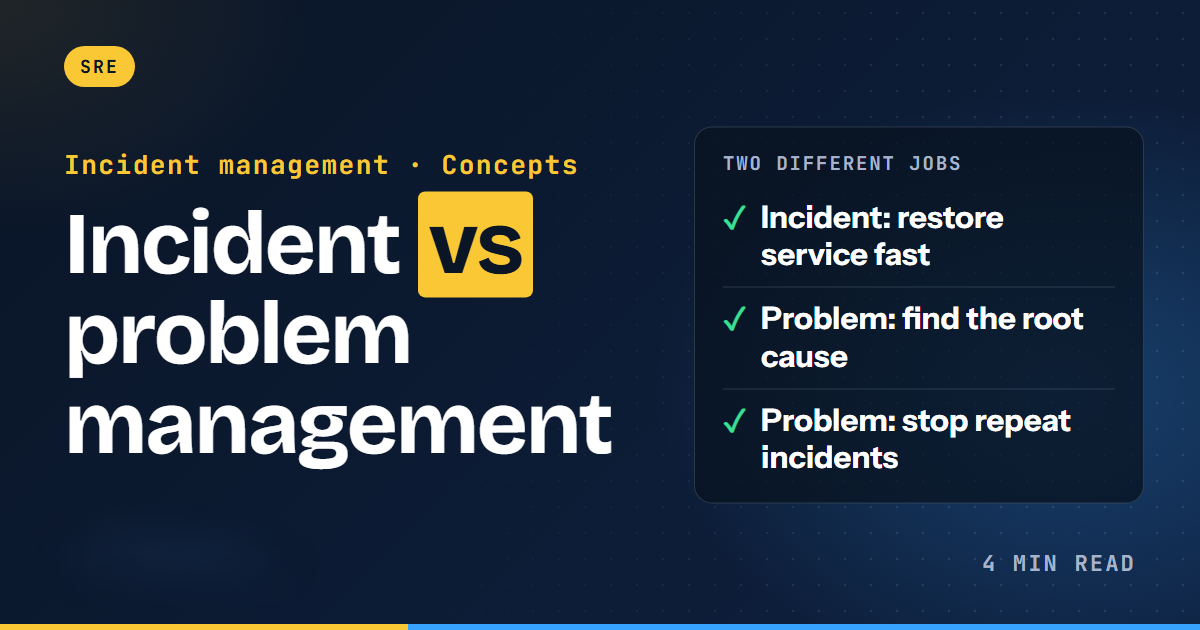 SRE
Incident management · Concepts
Incident vs
problem
management
TWO DIFFERENT JOBS
✓ Incident: restore
service fast
✓ Problem: find the root
cause
✓ Problem: stop repeat
incidents
4 MIN READ